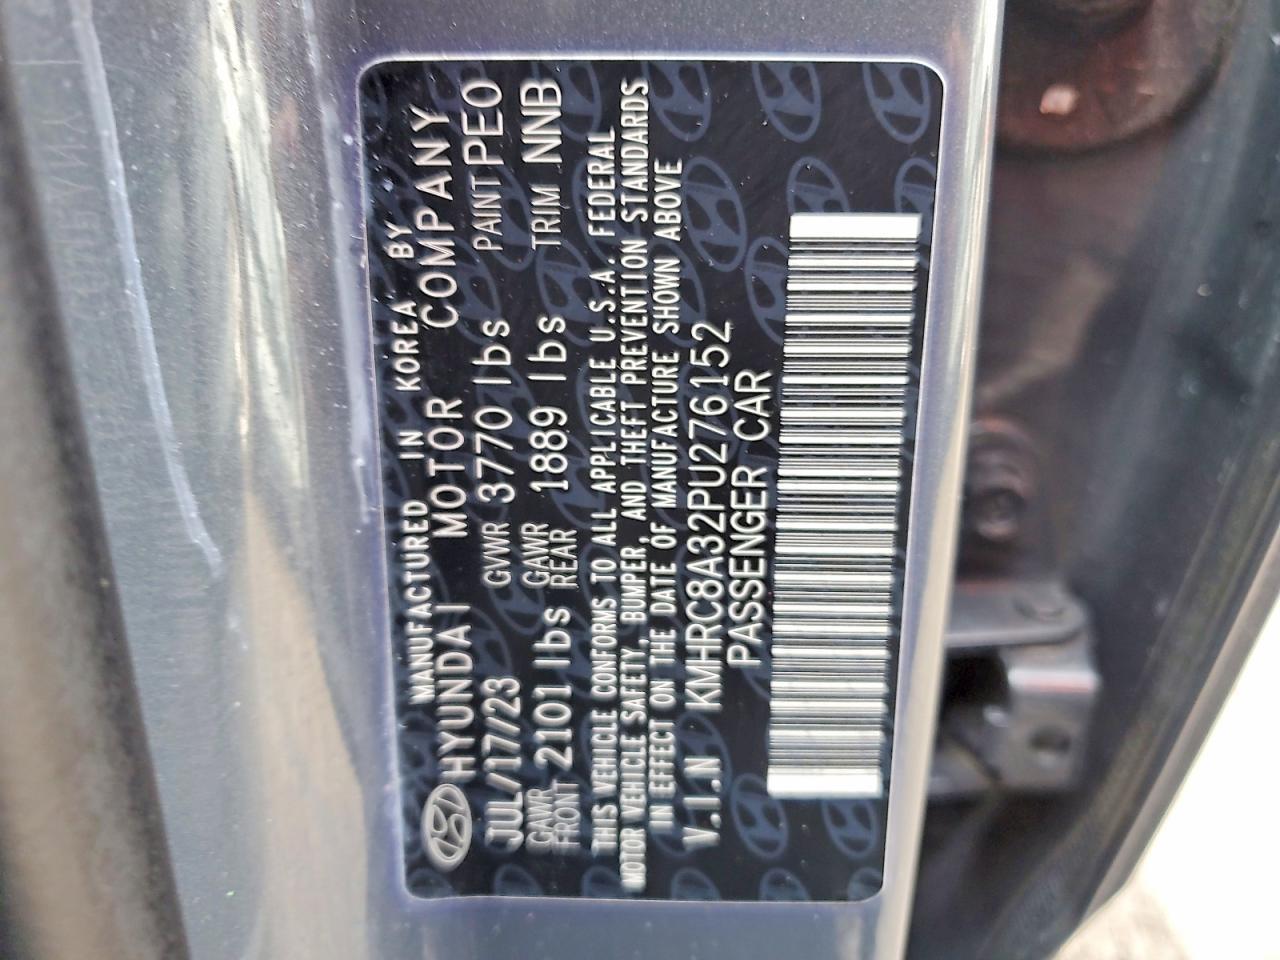 MANUFACTURED IN KOREA BY
HYUNDAI MOTOR COMPANY
JUL/17/23 GVWR 3770 lbs PAINT PEO
GAWR FRONT 2101 lbs GAWR REAR 1889 lbs TRIM NNB
THIS VEHICLE CONFORMS TO ALL APPLICABLE U.S.A. FEDERAL
MOTOR VEHICLE SAFETY, BUMPER, AND THEFT PREVENTION STANDARDS
IN EFFECT ON THE DATE OF MANUFACTURE SHOWN ABOVE
V.I.N KMHRC8A32PU276152
PASSENGER CAR